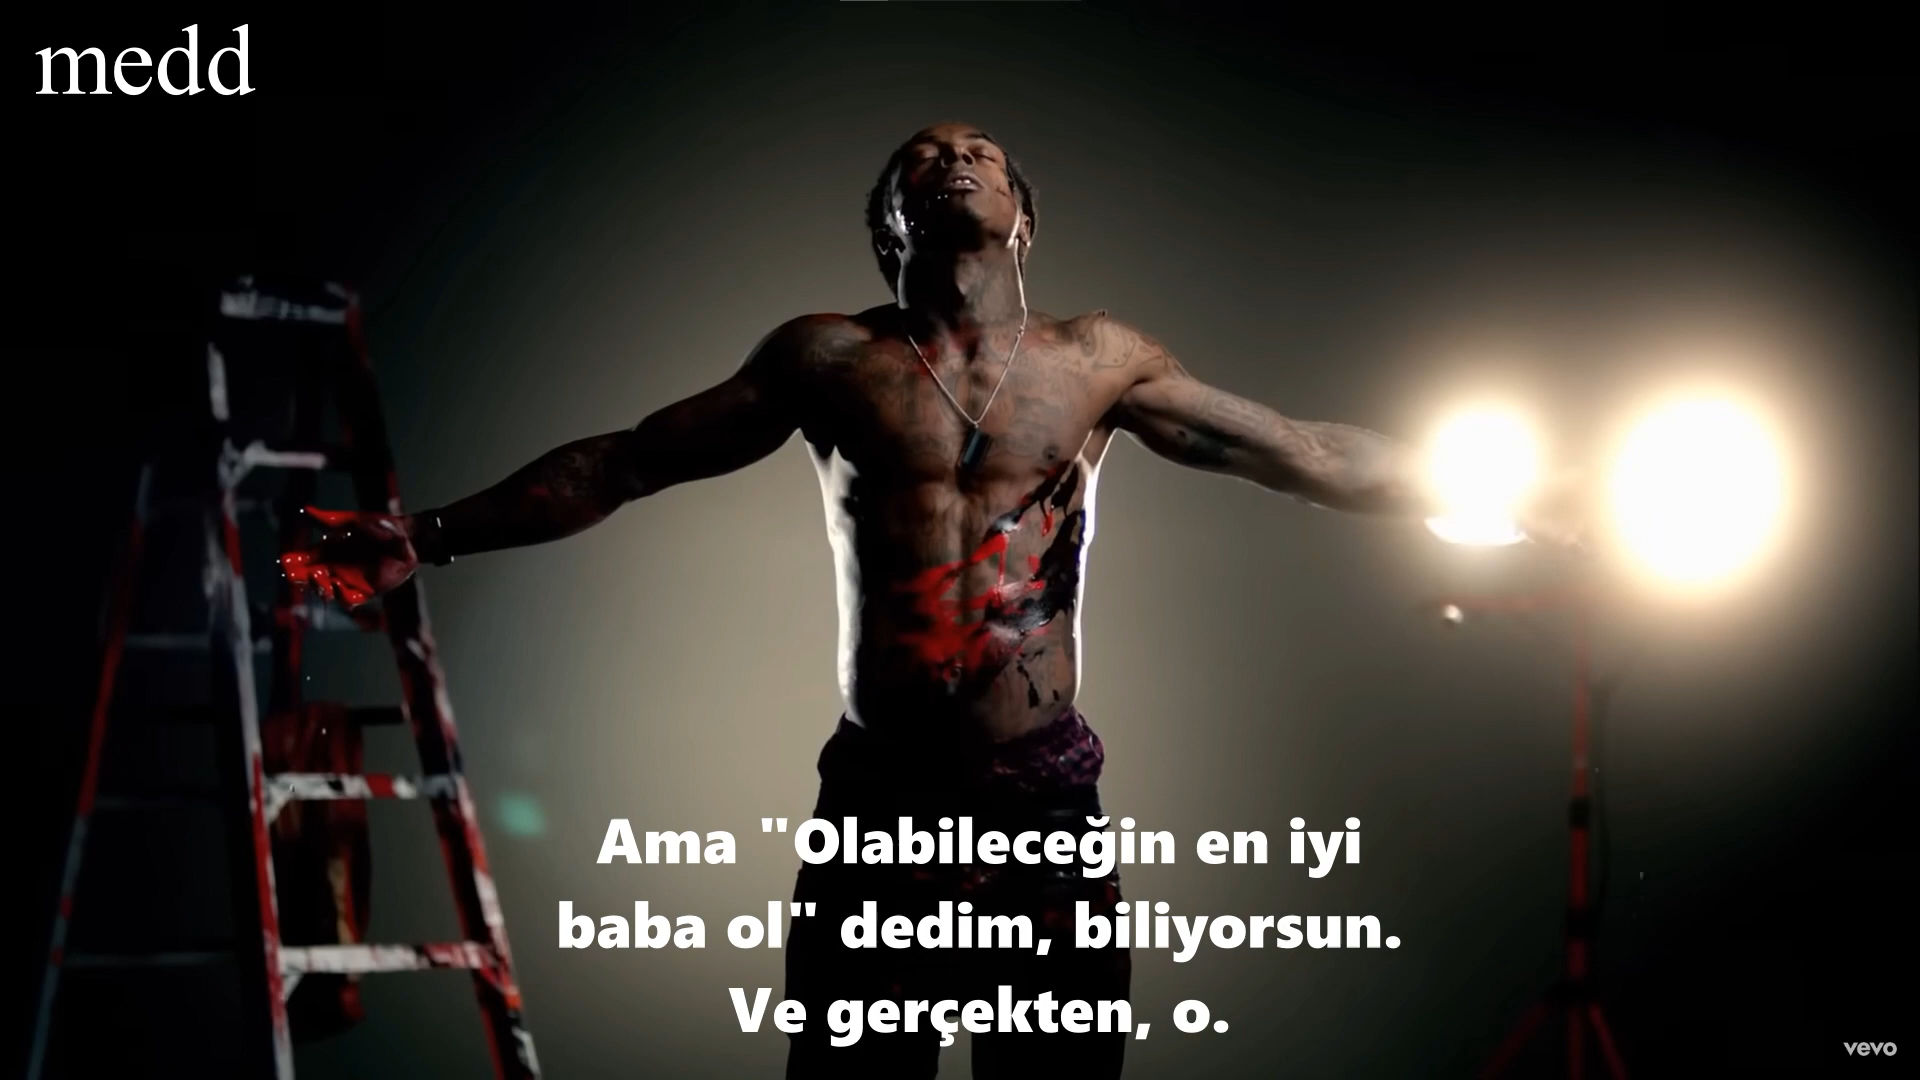 medd
Ama "Olabileceğin en iyi
baba ol" dedim, biliyorsun.
Ve gerçekten, o.
vevo